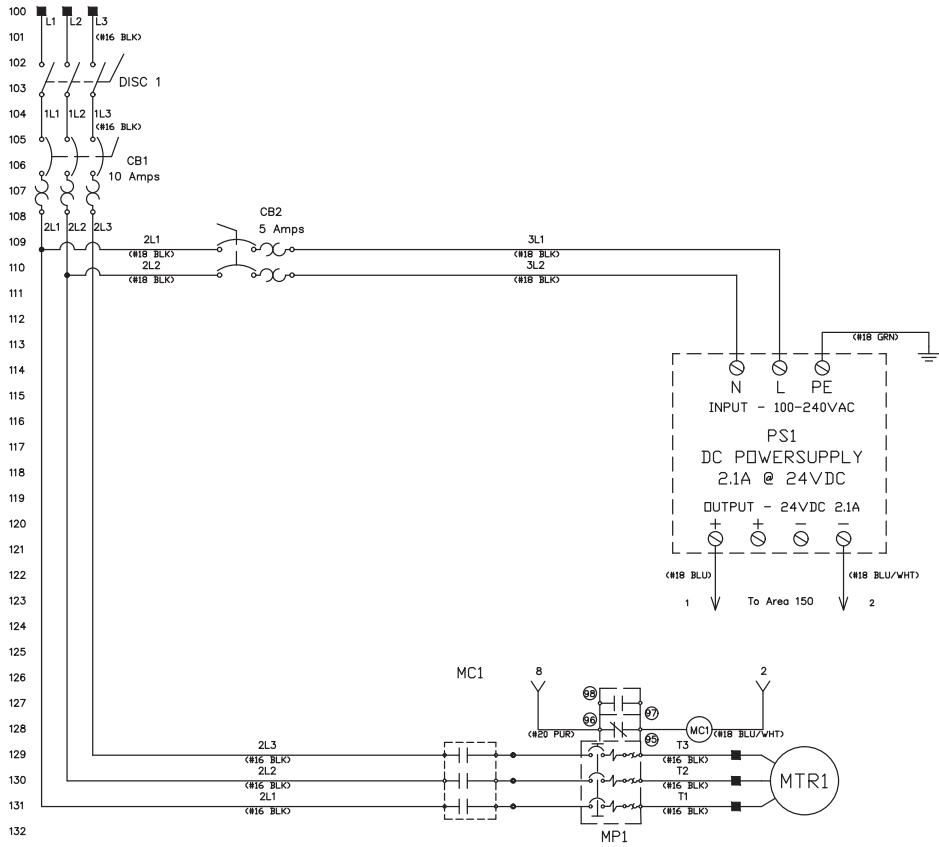 100 L1 L2 L3
101 (#16 BLK)
102
103 DISC 1
104 1L1 1L2 1L3
(#16 BLK)
105
106 CB1
10 Amps
107
108 CB2
2L1 2L2 2L3 5 Amps
109 2L1 3L1
(#18 BLK) (#18 BLK)
110 2L2 3L2
(#18 BLK) (#18 BLK)
111
112
113 (#18 GRN)
114
N L PE
115
INPUT - 100-240VAC
116
117 PS1
DC POWERSUPPLY
118
2.1A @ 24VDC
119
OUTPUT - 24VDC 2.1A
120 + + - -
121
122 (#18 BLU) (#18 BLU/WHT)
123 1 To Area 150 2
124
125
126 MC1 8 2
98
127 96 97
128 (#20 PUR) 95 MC1 (#18 BLU/WHT)
129 2L3 T3
(#16 BLK) (#16 BLK)
130 2L2 T2 MTR1
(#16 BLK) (#16 BLK)
131 2L1 T1
(#16 BLK) (#16 BLK)
132 MP1